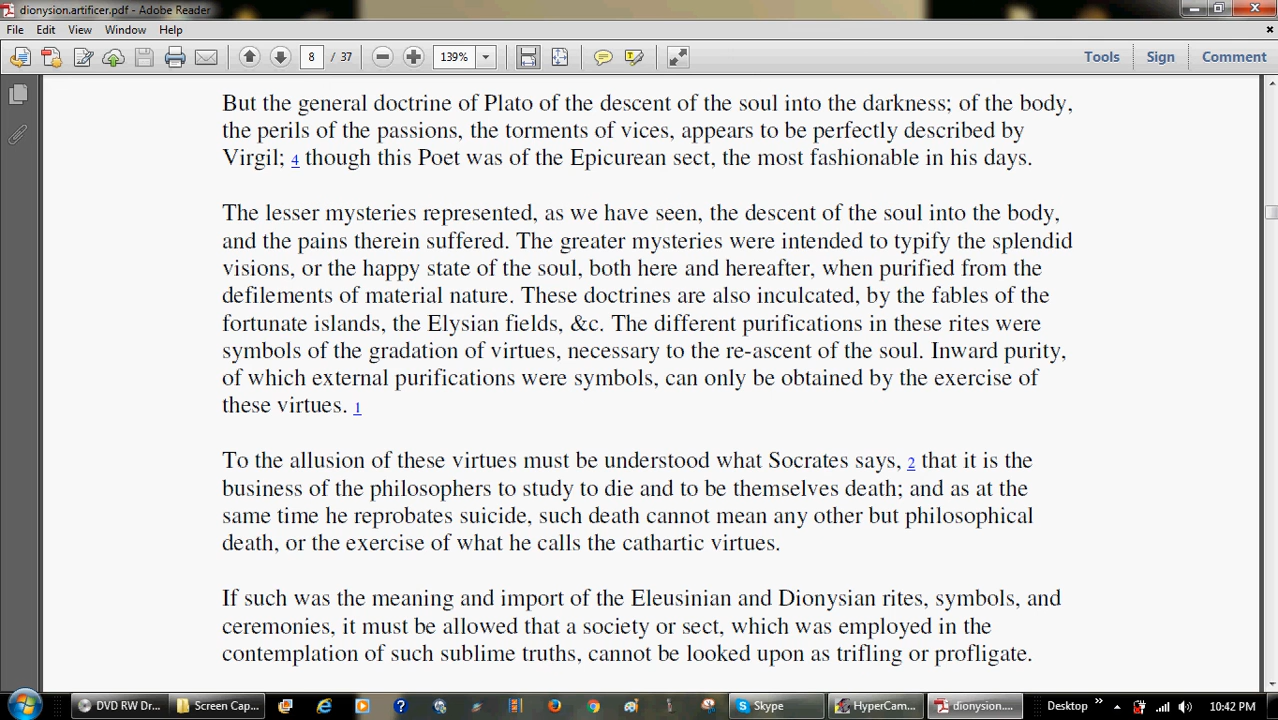 dionysion.artificer.pdf - Adobe Reader
File Edit View Window Help
8 / 37 139% Tools Sign Comment
But the general doctrine of Plato of the descent of the soul into the darkness; of the body,
the perils of the passions, the torments of vices, appears to be perfectly described by
Virgil; 4 though this Poet was of the Epicurean sect, the most fashionable in his days.
The lesser mysteries represented, as we have seen, the descent of the soul into the body,
and the pains therein suffered. The greater mysteries were intended to typify the splendid
visions, or the happy state of the soul, both here and hereafter, when purified from the
defilements of material nature. These doctrines are also inculcated, by the fables of the
fortunate islands, the Elysian fields, &c. The different purifications in these rites were
symbols of the gradation of virtues, necessary to the re-ascent of the soul. Inward purity,
of which external purifications were symbols, can only be obtained by the exercise of
these virtues. 1
To the allusion of these virtues must be understood what Socrates says, 2 that it is the
business of the philosophers to study to die and to be themselves death; and as at the
same time he reprobates suicide, such death cannot mean any other but philosophical
death, or the exercise of what he calls the cathartic virtues.
If such was the meaning and import of the Eleusinian and Dionysian rites, symbols, and
ceremonies, it must be allowed that a society or sect, which was employed in the
contemplation of such sublime truths, cannot be looked upon as trifling or profligate.
DVD RW Dr... Screen Cap... Skype HyperCam... dionysion.... Desktop » 10:42 PM